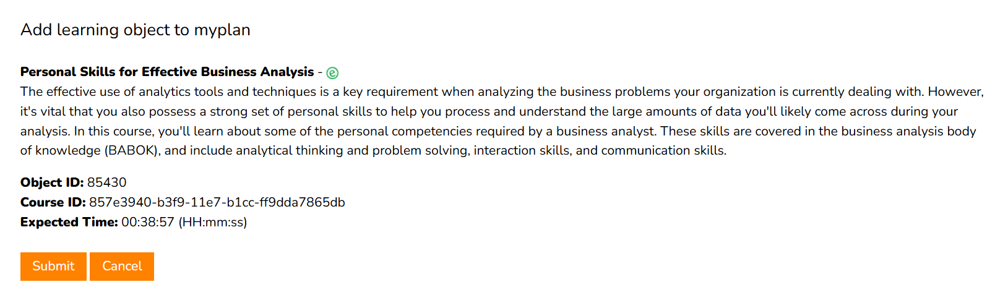 Add learning object to myplan
Personal Skills for Effective Business Analysis - e
The effective use of analytics tools and techniques is a key requirement when analyzing the business problems your organization is currently dealing with. However,
it's vital that you also possess a strong set of personal skills to help you process and understand the large amounts of data you'll likely come across during your
analysis. In this course, you'll learn about some of the personal competencies required by a business analyst. These skills are covered in the business analysis body
of knowledge (BABOK), and include analytical thinking and problem solving, interaction skills, and communication skills.
Object ID: 85430
Course ID: 857e3940-b3f9-11e7-b1cc-ff9dda7865db
Expected Time: 00:38:57 (HH:mm:ss)
Submit Cancel